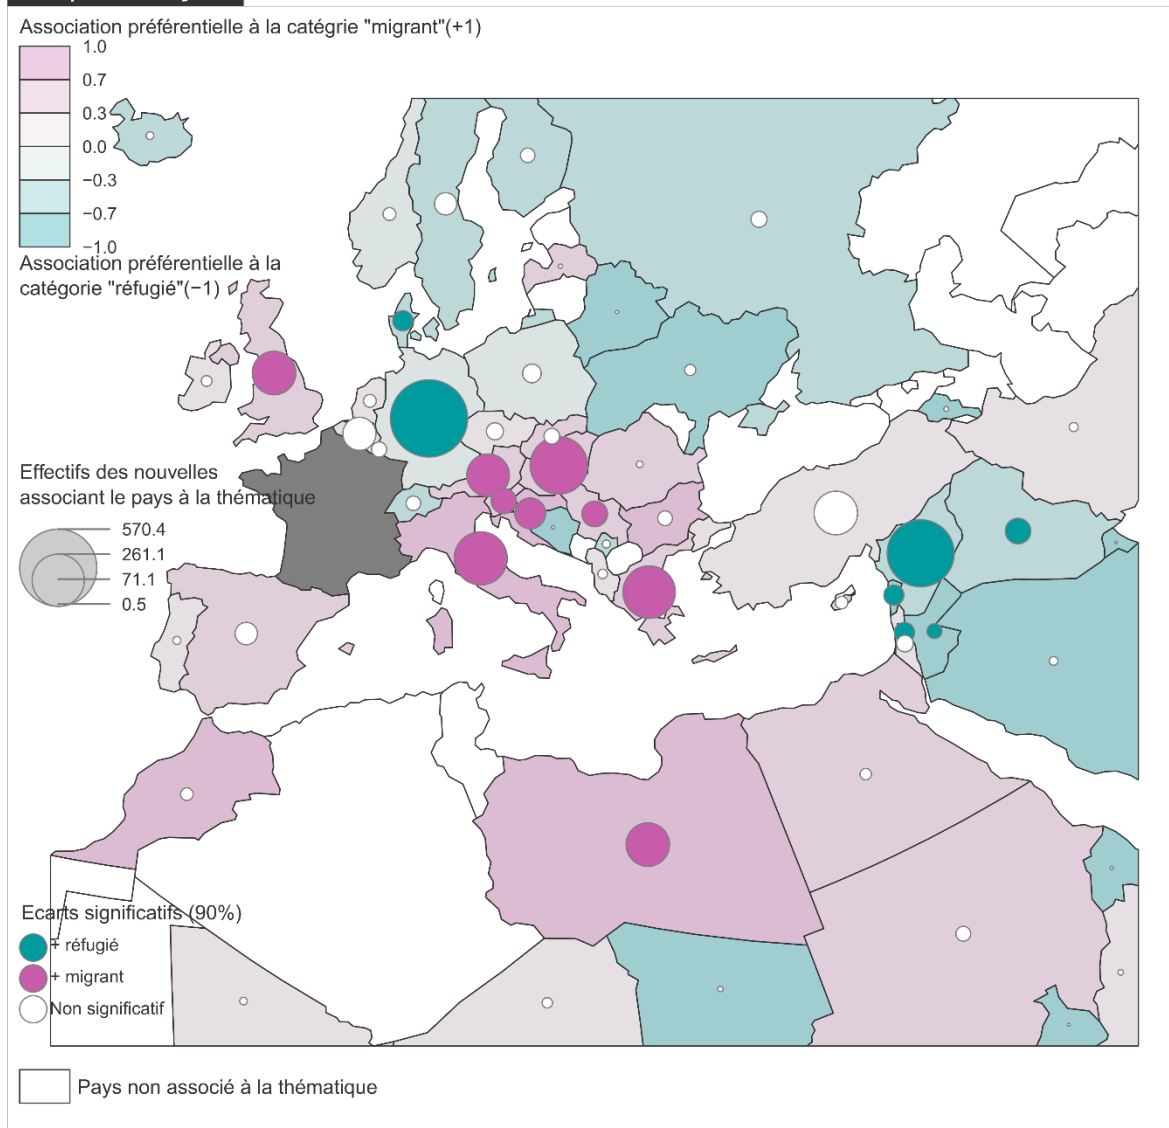 Association préférentielle à la catégrie "migrant"(+1)
1.0
0.7
0.3
0.0
−0.3
−0.7
−1.0
Association préférentielle à la
catégorie "réfugié"(−1)
Effectifs des nouvelles
associant le pays à la thématique
570.4
261.1
71.1
0.5
Ecarts significatifs (90%)
+ réfugié
+ migrant
Non significatif
Pays non associé à la thématique